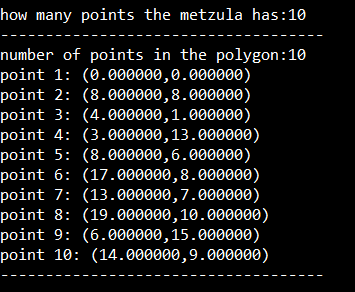 how many points the metzula has:10
------------------------------------
number of points in the polygon:10
point 1: (0.000000,0.000000)
point 2: (8.000000,8.000000)
point 3: (4.000000,1.000000)
point 4: (3.000000,13.000000)
point 5: (8.000000,6.000000)
point 6: (17.000000,8.000000)
point 7: (13.000000,7.000000)
point 8: (19.000000,10.000000)
point 9: (6.000000,15.000000)
point 10: (14.000000,9.000000)
------------------------------------